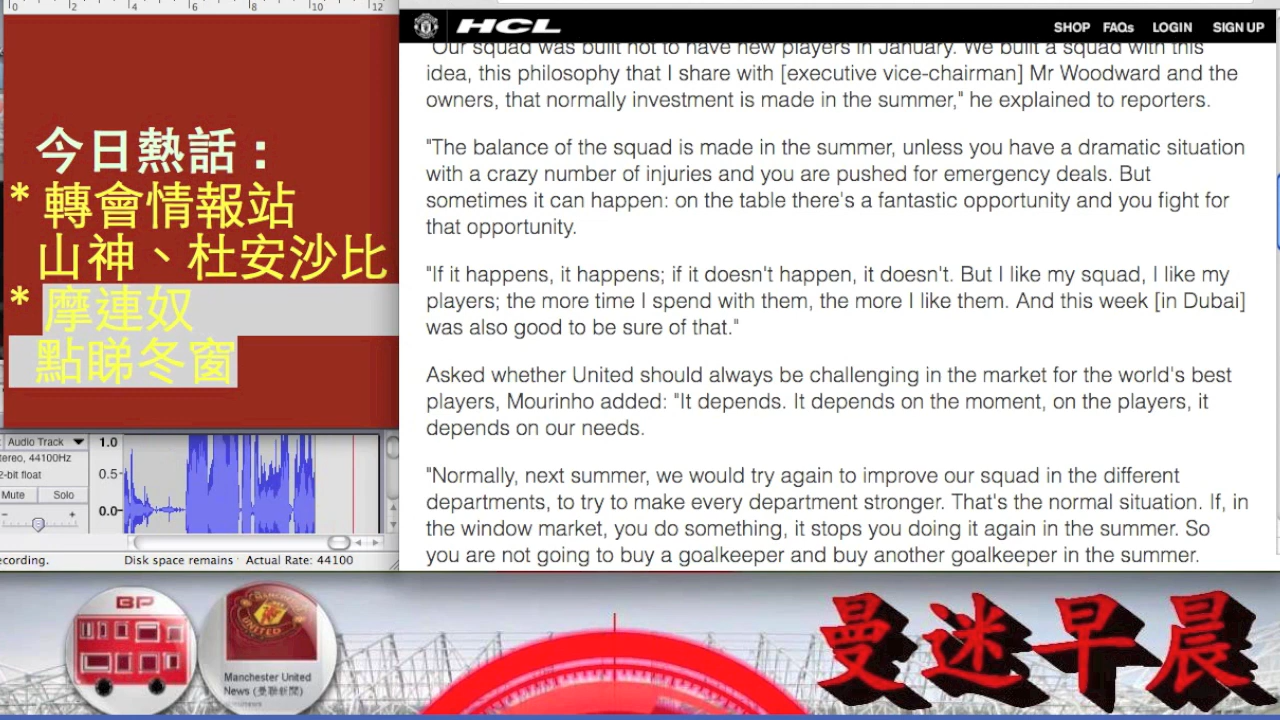 0 2 4 6 8 10 12
今日熱話：
* 轉會情報站
山神、杜安沙比
* 摩連奴
點睇冬窗
HCL
SHOP FAQs LOGIN SIGN UP
"Our squad was built not to have new players in January. We built a squad with this
idea, this philosophy that I share with [executive vice-chairman] Mr Woodward and the
owners, that normally investment is made in the summer," he explained to reporters.
"The balance of the squad is made in the summer, unless you have a dramatic situation
with a crazy number of injuries and you are pushed for emergency deals. But
sometimes it can happen: on the table there's a fantastic opportunity and you fight for
that opportunity.
"If it happens, it happens; if it doesn't happen, it doesn't. But I like my squad, I like my
players; the more time I spend with them, the more I like them. And this week [in Dubai]
was also good to be sure of that."
Asked whether United should always be challenging in the market for the world's best
players, Mourinho added: "It depends. It depends on the moment, on the players, it
depends on our needs.
"Normally, next summer, we would try again to improve our squad in the different
departments, to try to make every department stronger. That's the normal situation. If, in
the window market, you do something, it stops you doing it again in the summer. So
you are not going to buy a goalkeeper and buy another goalkeeper in the summer.
Audio Track
tereo, 44100Hz
2-bit float
Mute Solo
- +
1.0
0.5-
0.0-
ecording.
Disk space remains
Actual Rate: 44100
BP
MANCHESTER
UNITED
Manchester United
News (曼聯新聞)
曼迷早晨